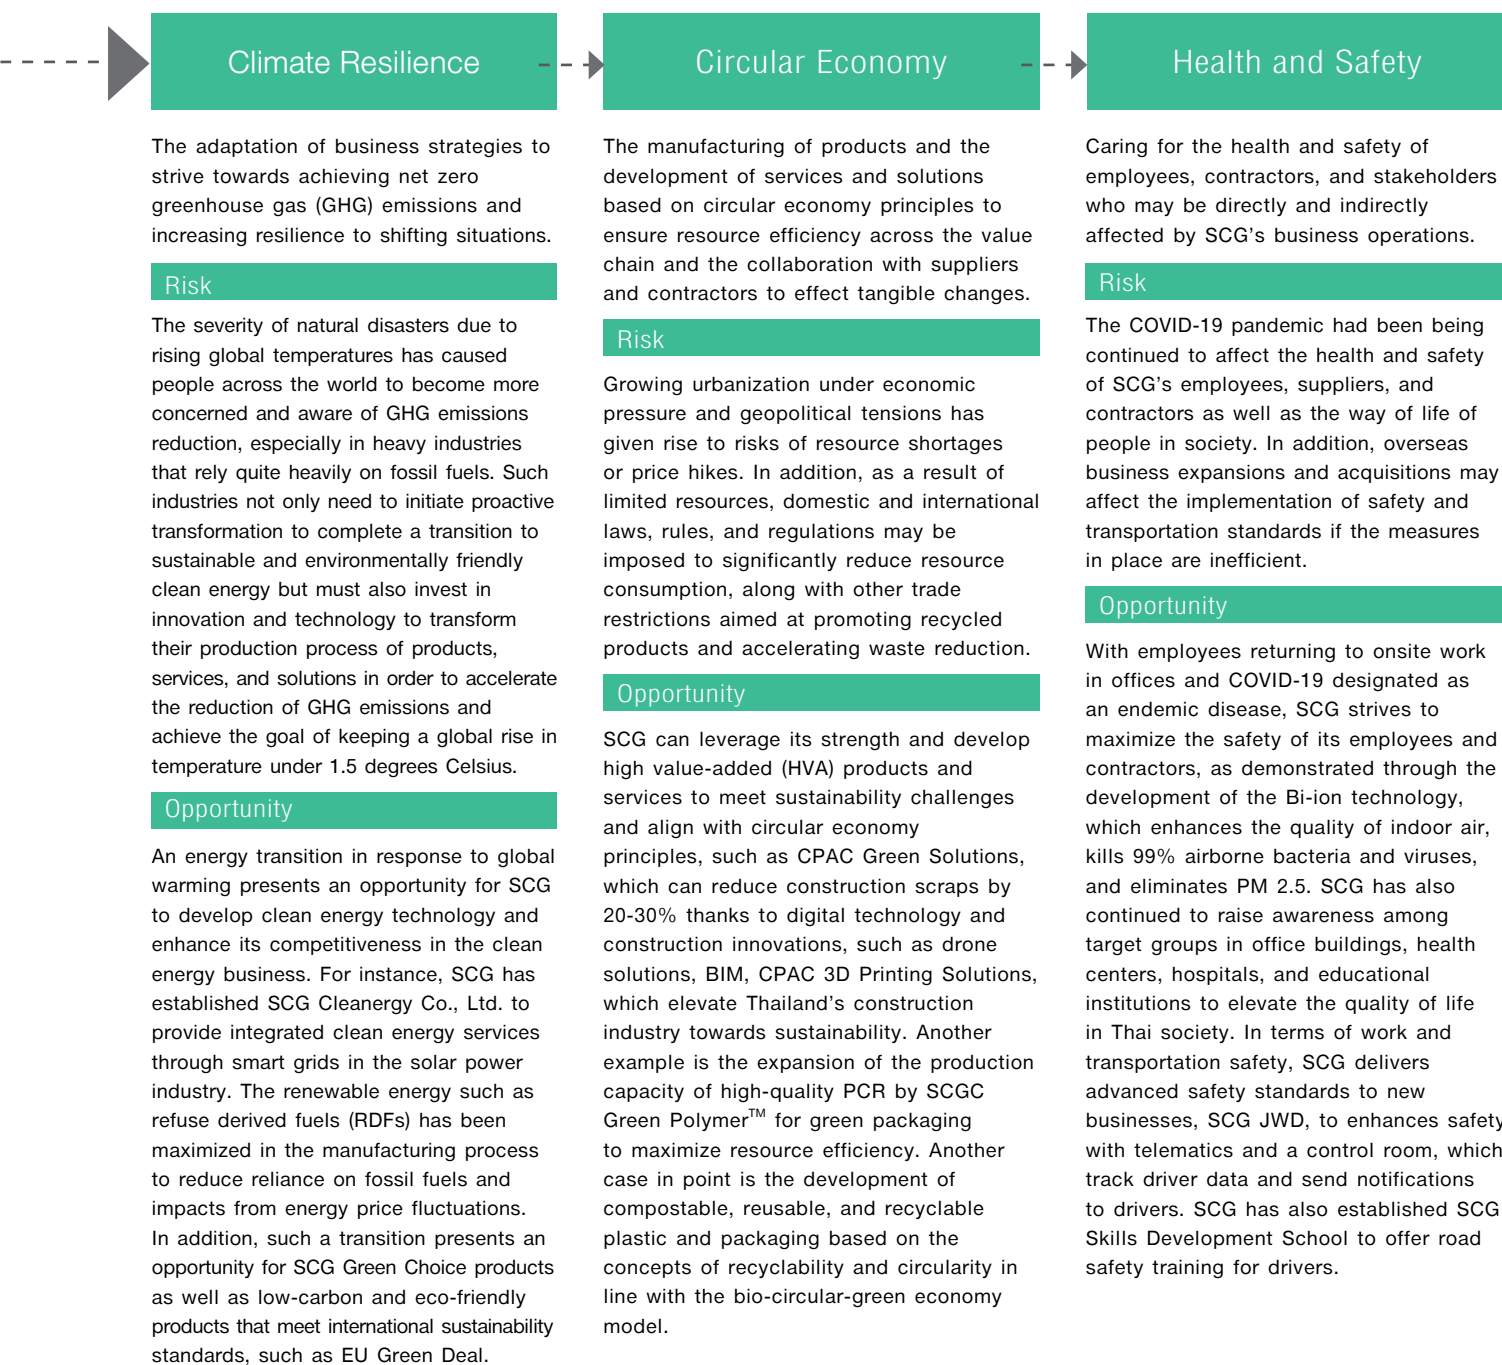 Climate Resilience
The adaptation of business strategies to
strive towards achieving net zero
greenhouse gas (GHG) emissions and
increasing resilience to shifting situations.
Risk
The severity of natural disasters due to
rising global temperatures has caused
people across the world to become more
concerned and aware of GHG emissions
reduction, especially in heavy industries
that rely quite heavily on fossil fuels. Such
industries not only need to initiate proactive
transformation to complete a transition to
sustainable and environmentally friendly
clean energy but must also invest in
innovation and technology to transform
their production process of products,
services, and solutions in order to accelerate
the reduction of GHG emissions and
achieve the goal of keeping a global rise in
temperature under 1.5 degrees Celsius.
Opportunity
An energy transition in response to global
warming presents an opportunity for SCG
to develop clean energy technology and
enhance its competitiveness in the clean
energy business. For instance, SCG has
established SCG Cleanergy Co., Ltd. to
provide integrated clean energy services
through smart grids in the solar power
industry. The renewable energy such as
refuse derived fuels (RDFs) has been
maximized in the manufacturing process
to reduce reliance on fossil fuels and
impacts from energy price fluctuations.
In addition, such a transition presents an
opportunity for SCG Green Choice products
as well as low-carbon and eco-friendly
products that meet international sustainability
standards, such as EU Green Deal.
Circular Economy
The manufacturing of products and the
development of services and solutions
based on circular economy principles to
ensure resource efficiency across the value
chain and the collaboration with suppliers
and contractors to effect tangible changes.
Risk
Growing urbanization under economic
pressure and geopolitical tensions has
given rise to risks of resource shortages
or price hikes. In addition, as a result of
limited resources, domestic and international
laws, rules, and regulations may be
imposed to significantly reduce resource
consumption, along with other trade
restrictions aimed at promoting recycled
products and accelerating waste reduction.
Opportunity
SCG can leverage its strength and develop
high value-added (HVA) products and
services to meet sustainability challenges
and align with circular economy
principles, such as CPAC Green Solutions,
which can reduce construction scraps by
20-30% thanks to digital technology and
construction innovations, such as drone
solutions, BIM, CPAC 3D Printing Solutions,
which elevate Thailand's construction
industry towards sustainability. Another
example is the expansion of the production
capacity of high-quality PCR by SCGC
Green Polymer™ for green packaging
to maximize resource efficiency. Another
case in point is the development of
compostable, reusable, and recyclable
plastic and packaging based on the
concepts of recyclability and circularity in
line with the bio-circular-green economy
model.
Health and Safety
Caring for the health and safety of
employees, contractors, and stakeholders
who may be directly and indirectly
affected by SCG's business operations.
Risk
The COVID-19 pandemic had been being
continued to affect the health and safety
of SCG's employees, suppliers, and
contractors as well as the way of life of
people in society. In addition, overseas
business expansions and acquisitions may
affect the implementation of safety and
transportation standards if the measures
in place are inefficient.
Opportunity
With employees returning to onsite work
in offices and COVID-19 designated as
an endemic disease, SCG strives to
maximize the safety of its employees and
contractors, as demonstrated through the
development of the Bi-ion technology,
which enhances the quality of indoor air,
kills 99% airborne bacteria and viruses,
and eliminates PM 2.5. SCG has also
continued to raise awareness among
target groups in office buildings, health
centers, hospitals, and educational
institutions to elevate the quality of life
in Thai society. In terms of work and
transportation safety, SCG delivers
advanced safety standards to new
businesses, SCG JWD, to enhances safety
with telematics and a control room, which
track driver data and send notifications
to drivers. SCG has also established SCG
Skills Development School to offer road
safety training for drivers.